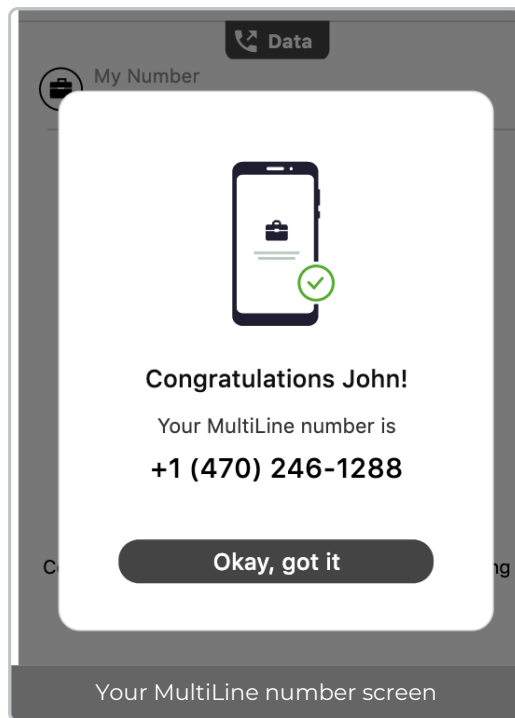 Data
My Number
Congratulations John!
Your MultiLine number is
+1 (470) 246-1288
Okay, got it
Your MultiLine number screen